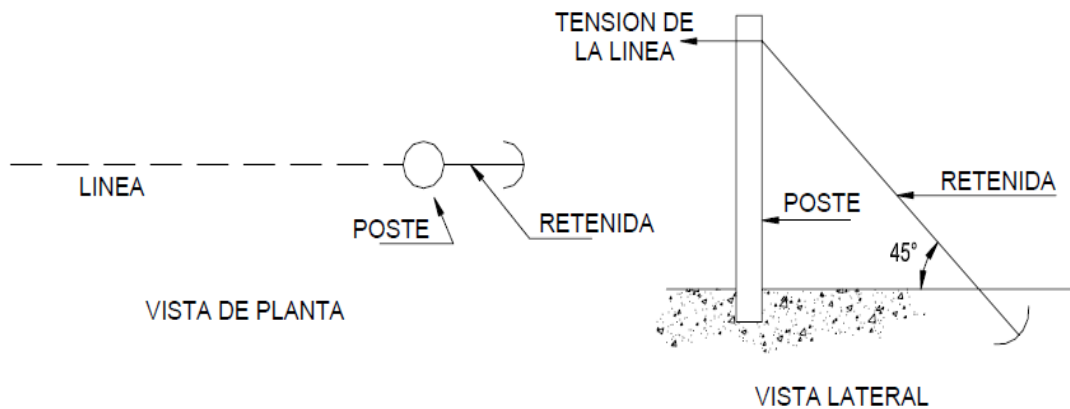 LINEA
POSTE
RETENIDA
VISTA DE PLANTA
TENSION DE
LA LINEA
RETENIDA
POSTE
45°
VISTA LATERAL